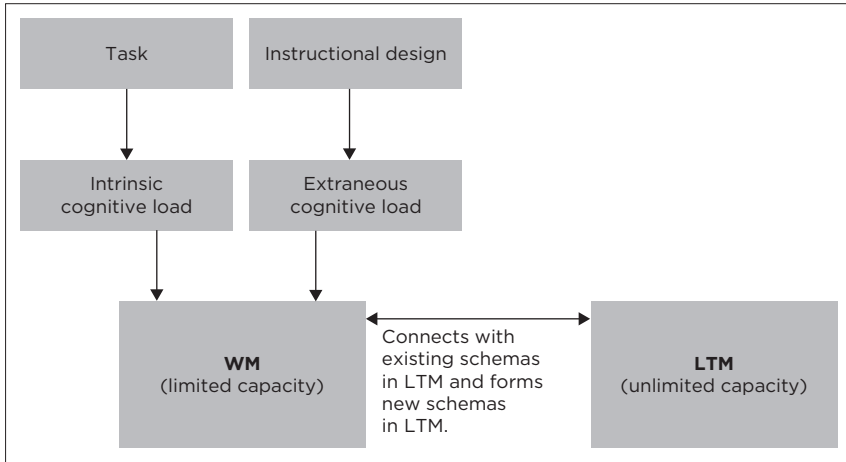 Task
Instructional design
Intrinsic
cognitive load
Extraneous
cognitive load
WM
(limited capacity)
Connects with
existing schemas
in LTM and forms
new schemas
in LTM.
LTM
(unlimited capacity)